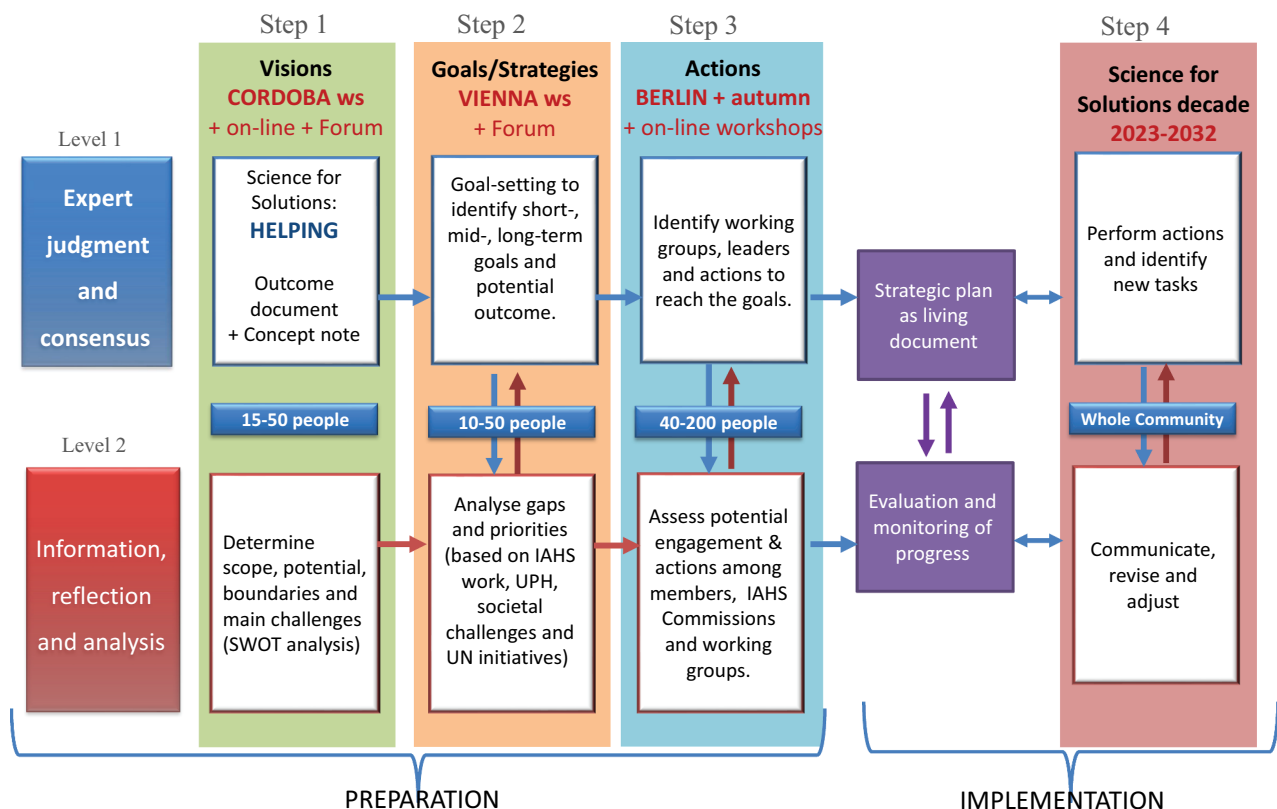 Step 1
Step 2
Step 3
Step 4
Visions
CORDOBA ws
+ on-line + Forum
Goals/Strategies
VIENNA ws
+ Forum
Actions
BERLIN + autumn
+ on-line workshops
Science for
Solutions decade
2023-2032
Level 1
Expert
judgment
and
consensus
Science for
Solutions:
HELPING
Outcome
document
+ Concept note
Goal-setting to
identify short-,
mid-, long-term
goals and
potential
outcome.
Identify working
groups, leaders
and actions to
reach the goals.
Strategic plan
as living
document
Perform actions
and identify
new tasks
15-50 people
10-50 people
40-200 people
Whole Community
Level 2
Information,
reflection
and analysis
Determine
scope, potential,
boundaries and
main challenges
(SWOT analysis)
Analyse gaps
and priorities
(based on IAHS
work, UPH,
societal
challenges and
UN initiatives)
Assess potential
engagement &
actions among
members, IAHS
Commissions
and working
groups.
Evaluation and
monitoring of
progress
Communicate,
revise and
adjust
PREPARATION
IMPLEMENTATION